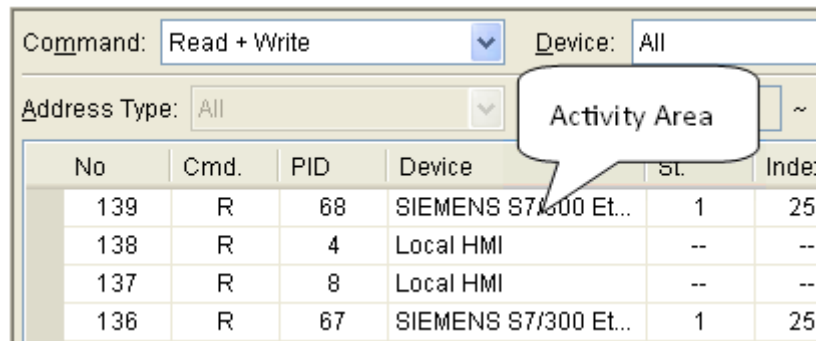 Command: Read + Write Device: All
Address Type: All ~
Activity Area
No Cmd. PID Device St. Index
139 R 68 SIEMENS S7/300 Et... 1 25
138 R 4 Local HMI -- --
137 R 8 Local HMI -- --
136 R 67 SIEMENS S7/300 Et... 1 25